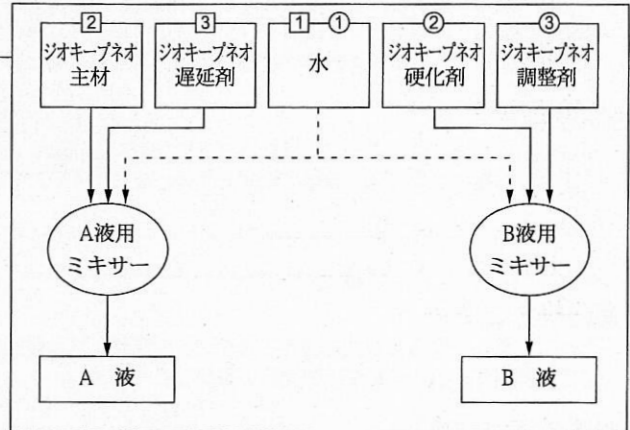 2
3
1 ①
②
③
ジオキープネオ
主材
ジオキープネオ
遅延剤
水
ジオキープネオ
硬化剤
ジオキープネオ
調整剤
A液用
ミキサー
B液用
ミキサー
A 液
B 液